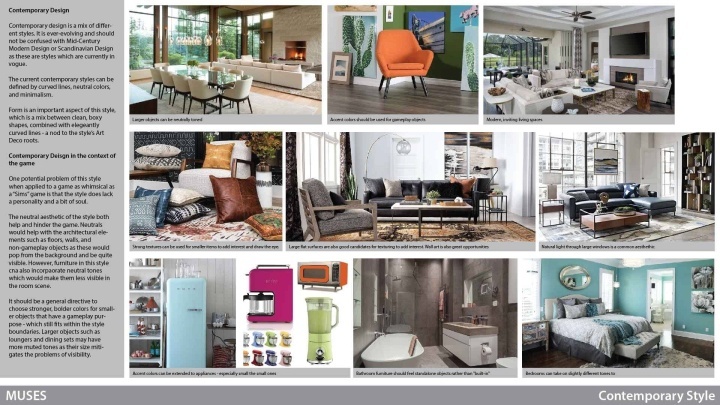 Contemporary Design
Contemporary design is a mix of differ-
ent styles. It is ever-evolving and should
not be confused with Mid-Century
Modern Design or Scandinavian Design
as these are styles which are currently in
vogue.
The current contemporary styles can be
defined by curved lines, neutral colors,
and minimalism.
Form is an important aspect of this style,
which is a mix between clean, boxy
shapes, combined with elegeantly
curved lines - a nod to the style's Art
Deco roots.
Contemporary Deisign in the context of
the game
One potential problem of this style
when applied to a game as whimsical as
a "Sims" game is that the style does lack
a personality and a bit of soul.
The neutral aesthetic of the style both
help and hinder the game. Neutrals
would help with the architectural ele-
ments such as floors, walls, and
non-gameplay objects as these would
pop from the background and be quite
visible. However, furniture in this style
cna also incorpaorate neutral tones
which would make them less visible in
the room scene.
It should be a general directive to
choose stronger, bolder colors for small-
er objects that have a gameplay pur-
pose - which still fits within the style
boundaries. Larger objects such as
loungers and dining sets may have
more muted tones as their size miti-
gates the problems of visibility.
Larger objects can be neutrally toned
Accent colors should be used for gameplay objects
Modern, inviting living spaces
Strong textures can be used for smaller items to add interest and draw the eye
Large flat surfaces are also good candidates for texturing to add interest. Wall art is also great opportunities
Natural light through large windows is a common aesthetic
Accent colors can be extended to appliances - especially small the small ones
Bathroom furniture should feel standalone objects rather than "built-in"
Bedrooms can take on slightly different tones to
MUSES
Contemporary Style